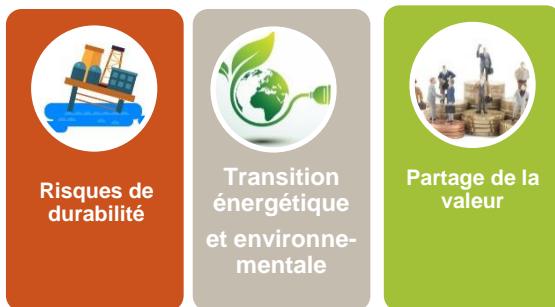 Risques de
durabilité
Transition
énergétique
et environne-
mentale
Partage de la
valeur